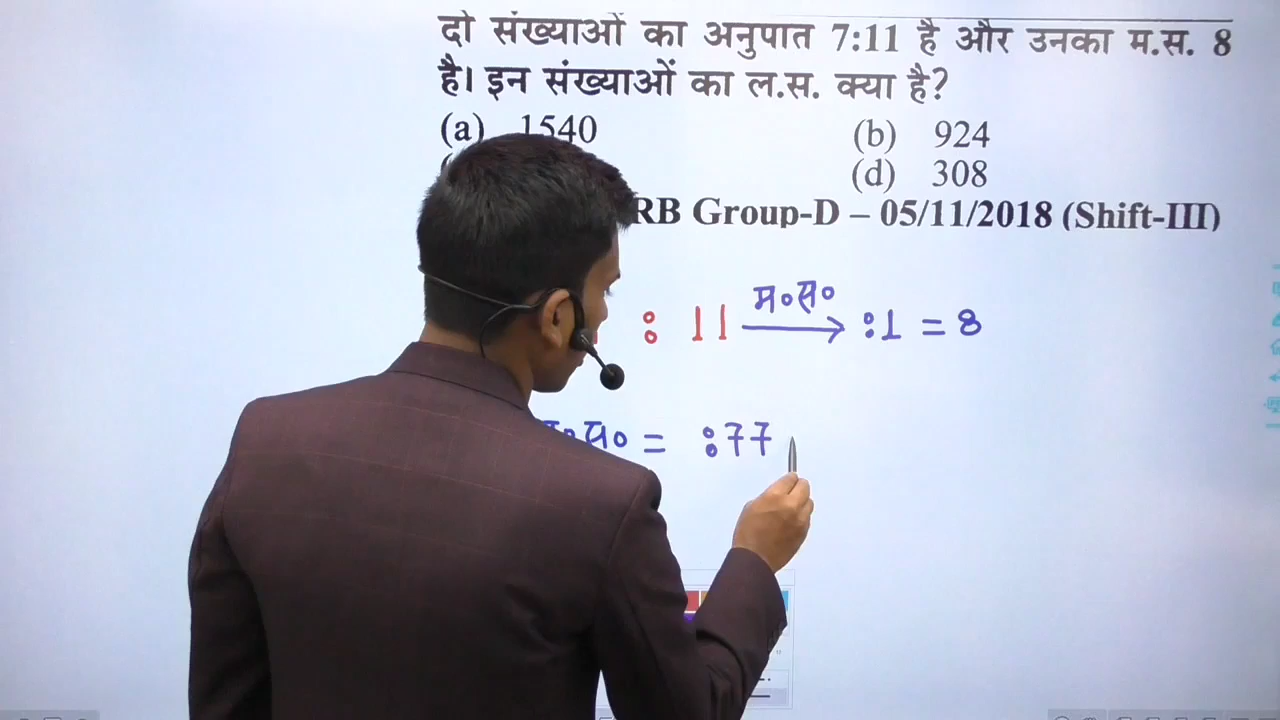 दो संख्याओं का अनुपात 7:11 है और उनका म.स. 8
है। इन संख्याओं का ल.स. क्या है?
(a) 1540 (b) 924
(d) 308
RB Group-D – 05/11/2018 (Shift-III)
: 11 म०स० → :1 = 8
स० = :77